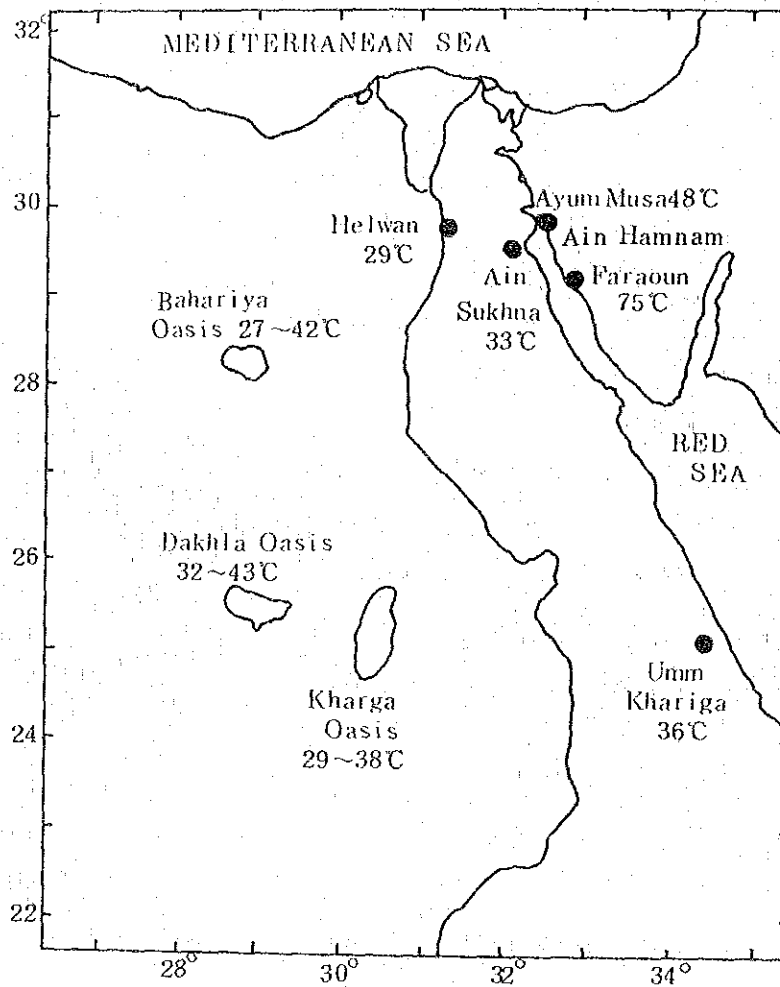 32°
MEDITERRANEAN SEA
30
Ayum Musa 48℃
Helwan
29℃
Ain Hamnam
Faraoun
75℃
Ain
Sukhna
33℃
Bahariya
Oasis 27~42℃
28
RED
SEA
Dakhla Oasis
32~43℃
26
Kharga
Oasis
29~38℃
Umm
Khariga
36℃
24
22
28°
30°
32°
34°